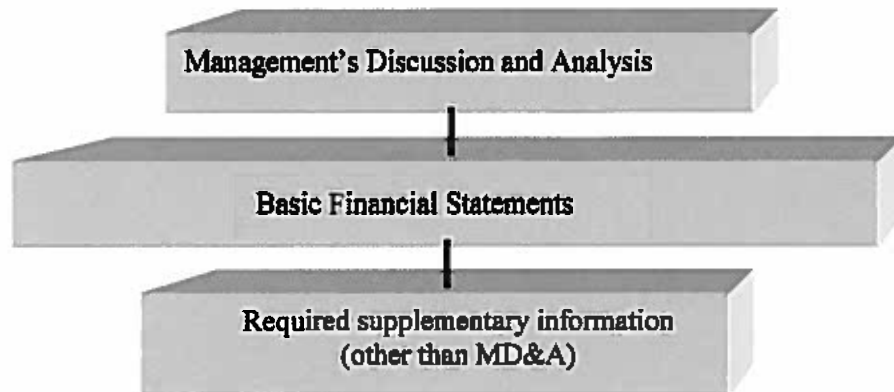 Management's Discussion and Analysis
Basic Financial Statements
Required supplementary information
(other than MD&A)